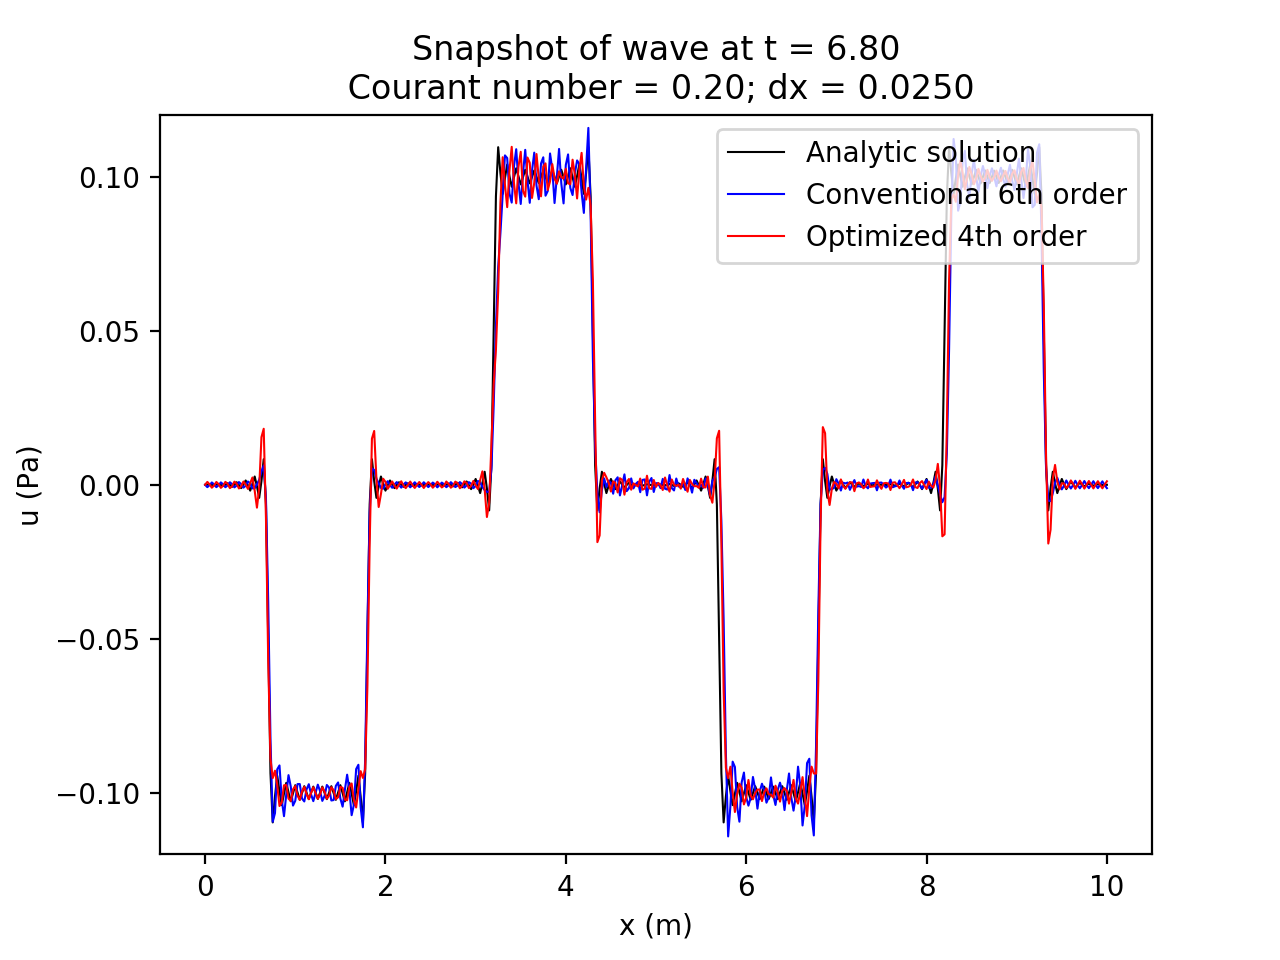 Snapshot of wave at t = 6.80
Courant number = 0.20; dx = 0.0250
Analytic solution
Conventional 6th order
Optimized 4th order
0.10
0.05
0.00
−0.05
−0.10
u (Pa)
0 2 4 6 8 10
x (m)